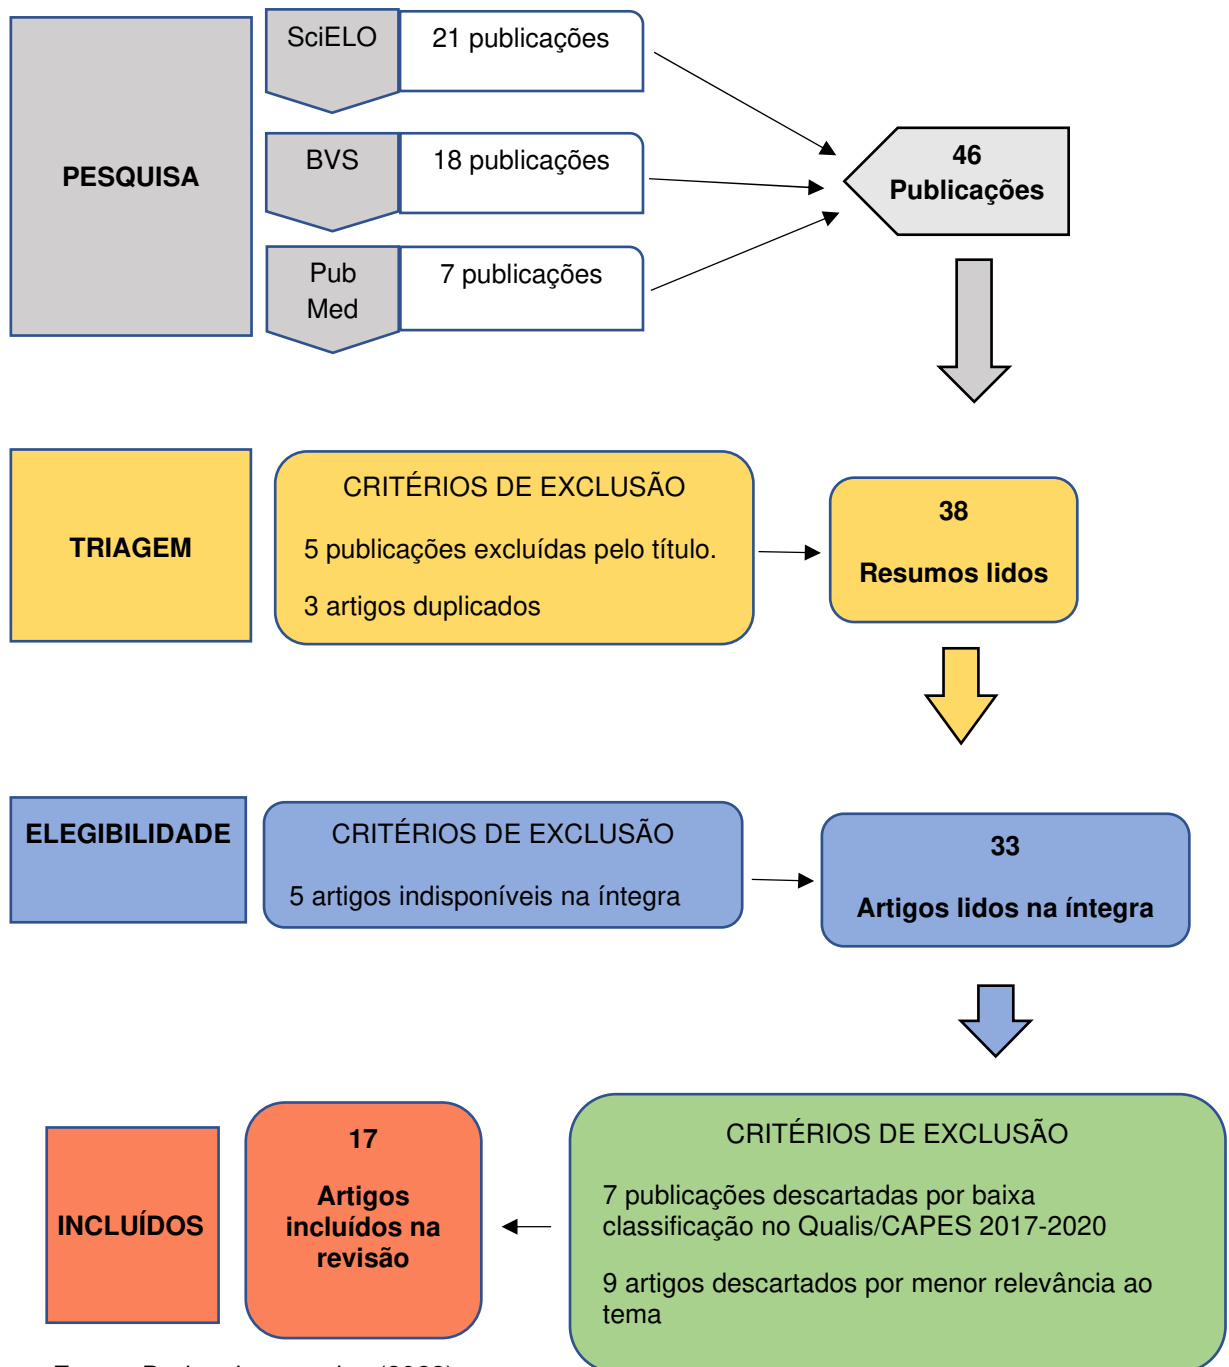 PESQUISA
SciELO
21 publicações
BVS
18 publicações
Pub
Med
7 publicações
46
Publicações
TRIAGEM
CRITÉRIOS DE EXCLUSÃO
5 publicações excluídas pelo título.
3 artigos duplicados
38
Resumos lidos
ELEGIBILIDADE
CRITÉRIOS DE EXCLUSÃO
5 artigos indisponíveis na íntegra
33
Artigos lidos na íntegra
INCLUÍDOS
17
Artigos
incluídos na
revisão
CRITÉRIOS DE EXCLUSÃO
7 publicações descartadas por baixa
classificação no Qualis/CAPES 2017-2020
9 artigos descartados por menor relevância ao
tema